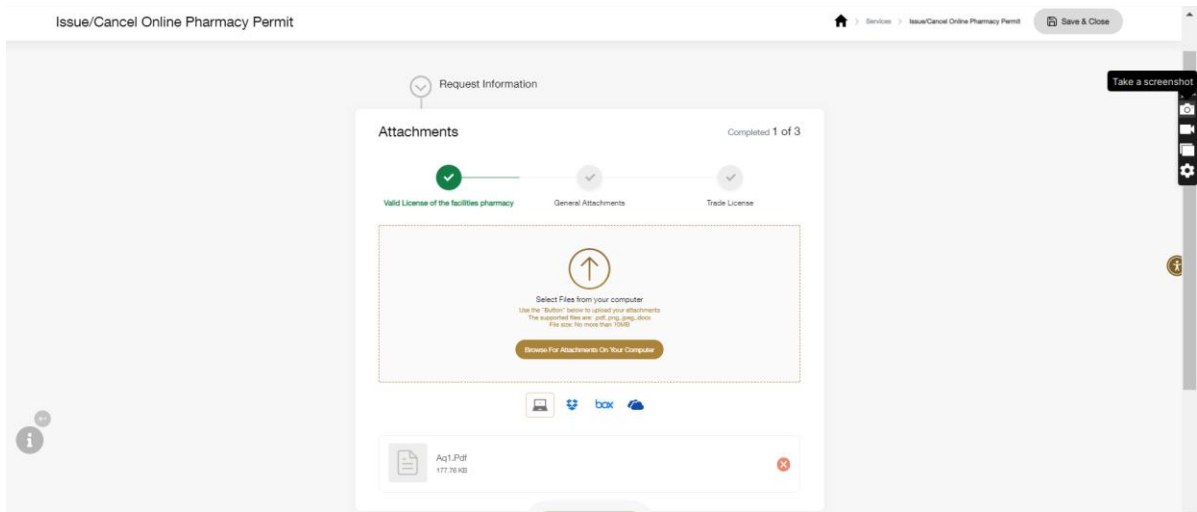 Issue/Cancel Online Pharmacy Permit
> Services > Issue/Cancel Online Pharmacy Permit
Save & Close
Take a screenshot
Request Information
Attachments
Completed 1 of 3
Valid License of the facilities pharmacy
General Attachments
Trade License
Select Files from your computer
Use the "Button" below to upload your attachments
The supported files are: .pdf, png, jpeg, .docx
File size: No more than 10MB
Browse For Attachments On Your Computer
box
Aq1.Pdf
177.76 KB